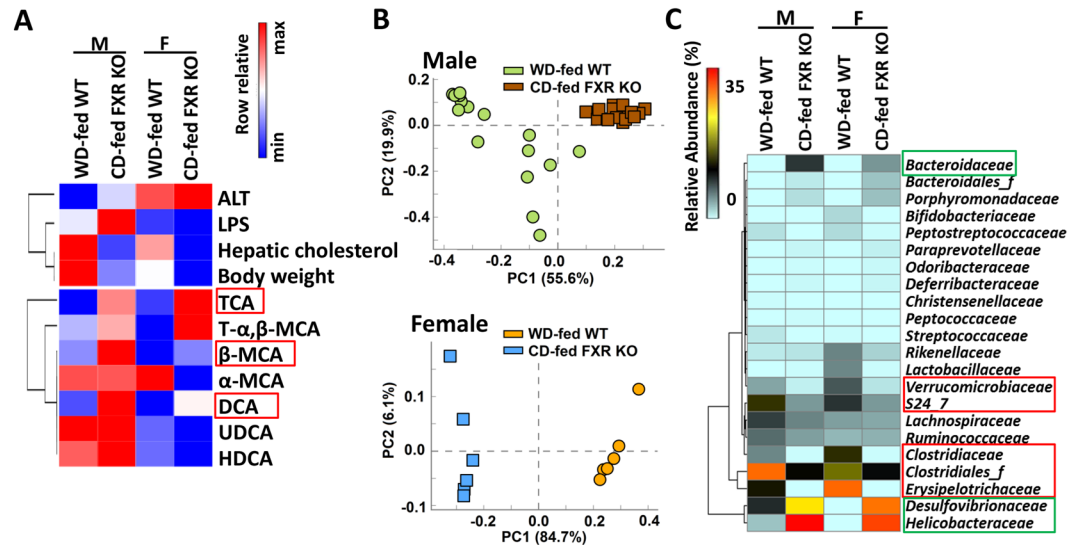 A
M
F
WD-fed WT
CD-fed FXR KO
WD-fed WT
CD-fed FXR KO
Row relative
max
min
ALT
LPS
Hepatic cholesterol
Body weight
TCA
T-α,β-MCA
β-MCA
α-MCA
DCA
UDCA
HDCA
B
Male
WD-fed WT
CD-fed FXR KO
PC2 (19.9%)
0.2
0.0
-0.2
-0.4
-0.4
-0.2
0.0
0.2
PC1 (55.6%)
Female
WD-fed WT
CD-fed FXR KO
PC2 (6.1%)
0.1
0.0
-0.1
-0.2
0.0
0.2
0.4
PC1 (84.7%)
C
M
F
WD-fed WT
CD-fed FXR KO
WD-fed WT
CD-fed FXR KO
Relative Abundance (%)
35
0
Bacteroidaceae
Bacteroidales_f
Porphyromonadaceae
Bifidobacteriaceae
Peptostreptococcaceae
Paraprevotellaceae
Odoribacteraceae
Deferribacteraceae
Christensenellaceae
Peptococcaceae
Streptococcaceae
Rikenellaceae
Lactobacillaceae
Verrucomicrobiaceae
S24_7
Lachnospiraceae
Ruminococcaceae
Clostridiaceae
Clostridiales_f
Erysipelotrichaceae
Desulfovibrionaceae
Helicobacteraceae